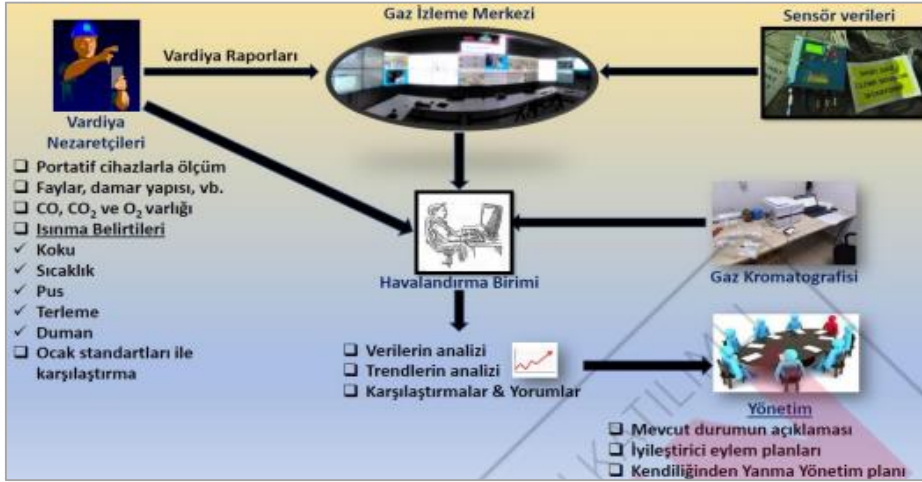 Gaz İzleme Merkezi
Sensör verileri
Vardiya Raporları
Vardiya
Nezaretçileri
❑ Portatif cihazlarla ölçüm
❑ Faylar, damar yapısı, vb.
❑ CO, CO₂ ve O₂ varlığı
❑ Isınma Belirtileri
✓ Koku
✓ Sıcaklık
✓ Pus
✓ Terleme
✓ Duman
❑ Ocak standartları ile
karşılaştırma
Havalandırma Birimi
Gaz Kromatografisi
❑ Verilerin analizi
❑ Trendlerin analizi
❑ Karşılaştırmalar & Yorumlar
Yönetim
❑ Mevcut durumun açıklaması
❑ İyileştirici eylem planları
❑ Kendiliğinden Yanma Yönetim planı